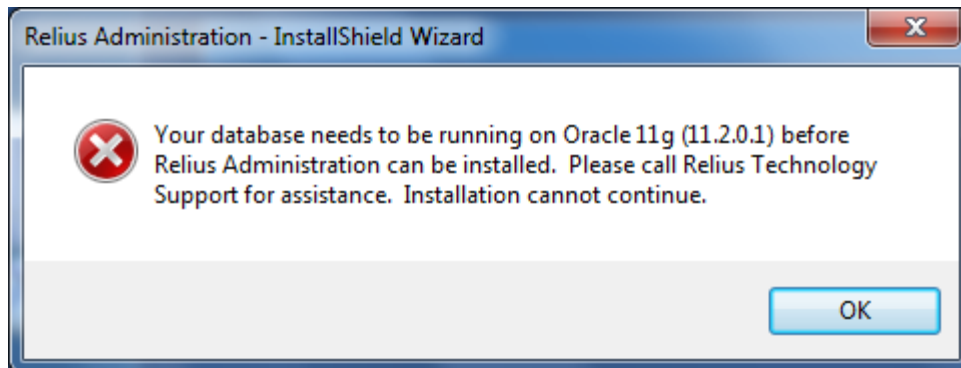 Relius Administration - InstallShield Wizard
Your database needs to be running on Oracle 11g (11.2.0.1) before
Relius Administration can be installed.  Please call Relius Technology
Support for assistance.  Installation cannot continue.
OK